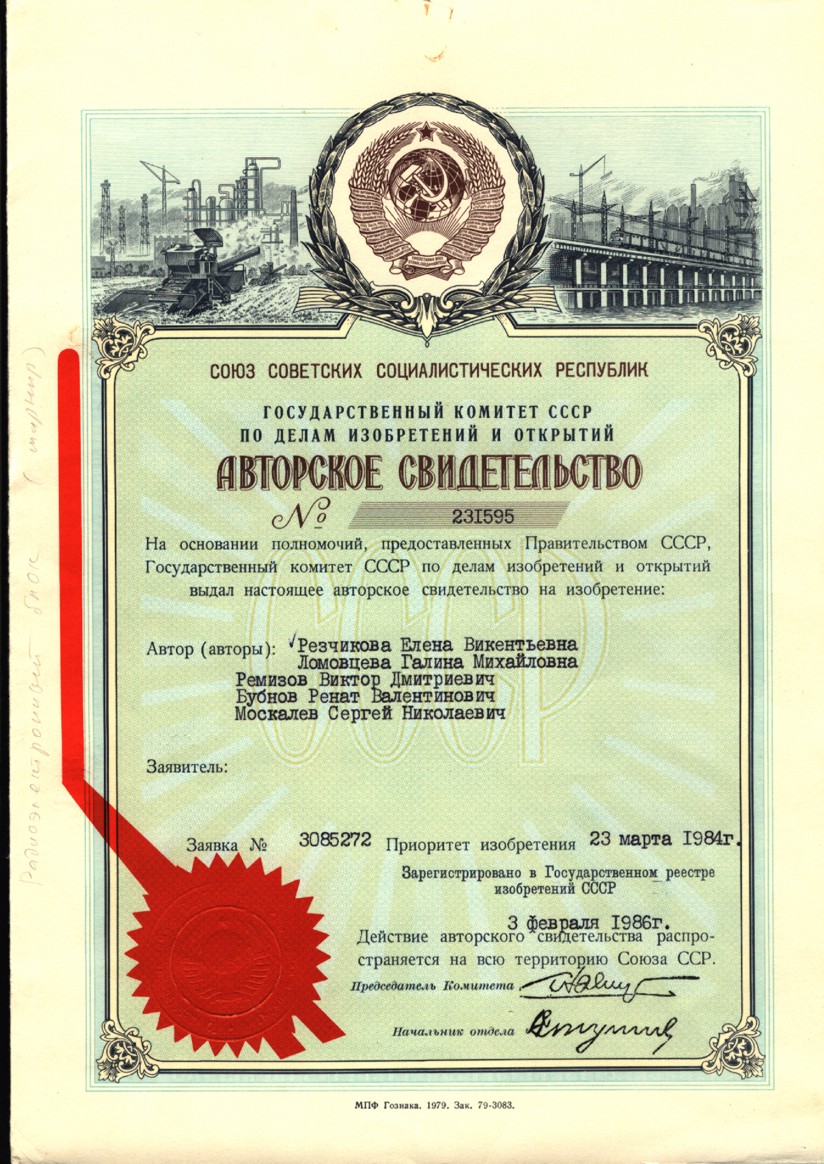 СОЮЗ СОВЕТСКИХ СОЦИАЛИСТИЧЕСКИХ РЕСПУБЛИК
ГОСУДАРСТВЕННЫЙ КОМИТЕТ СССР
ПО ДЕЛАМ ИЗОБРЕТЕНИЙ И ОТКРЫТИЙ
АВТОРСКОЕ СВИДЕТЕЛЬСТВО
№ 231595
На основании полномочий, предоставленных Правительством СССР,
Государственный комитет СССР по делам изобретений и открытий
выдал настоящее авторское свидетельство на изобретение:
СССР
Автор (авторы): Резчикова Елена Викентьевна
Ломовцева Галина Михайловна
Ремизов Виктор Дмитриевич
Бубнов Ренат Валентинович
Москалев Сергей Николаевич
Заявитель:
Заявка № 3085272 Приоритет изобретения 23 марта 1984г.
Зарегистрировано в Государственном реестре
изобретений СССР
3 февраля 1986г.
Действие авторского свидетельства распро-
страняется на всю территорию Союза ССР.
Председатель Комитета
Начальник отдела
МПФ Гознака. 1979. Зак. 79-3083.
Радиоэлектронный блок (шарнир)